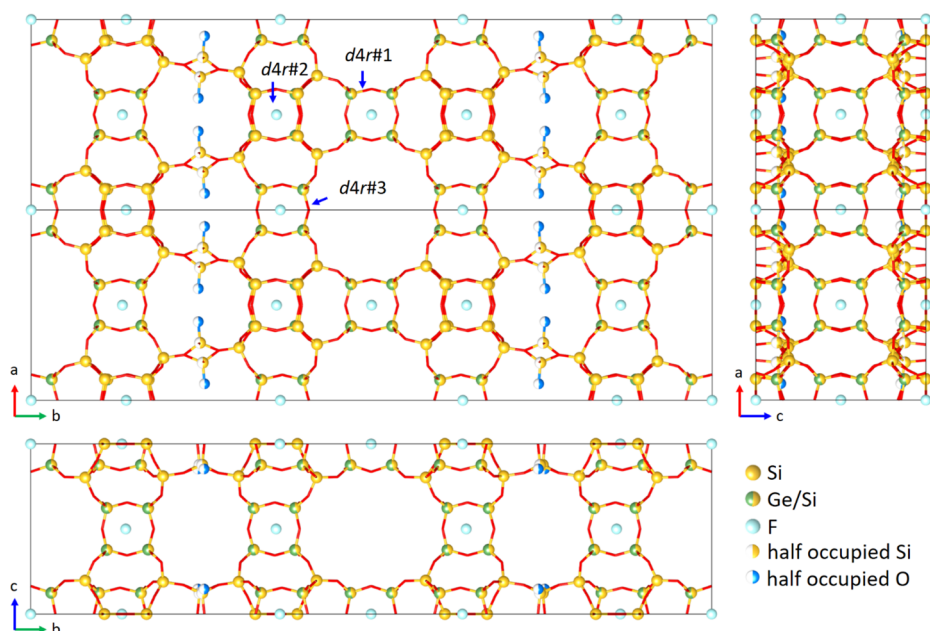 d4r#2
d4r#1
d4r#3
a
b
a
c
c
b
Si
Ge/Si
F
half occupied Si
half occupied O